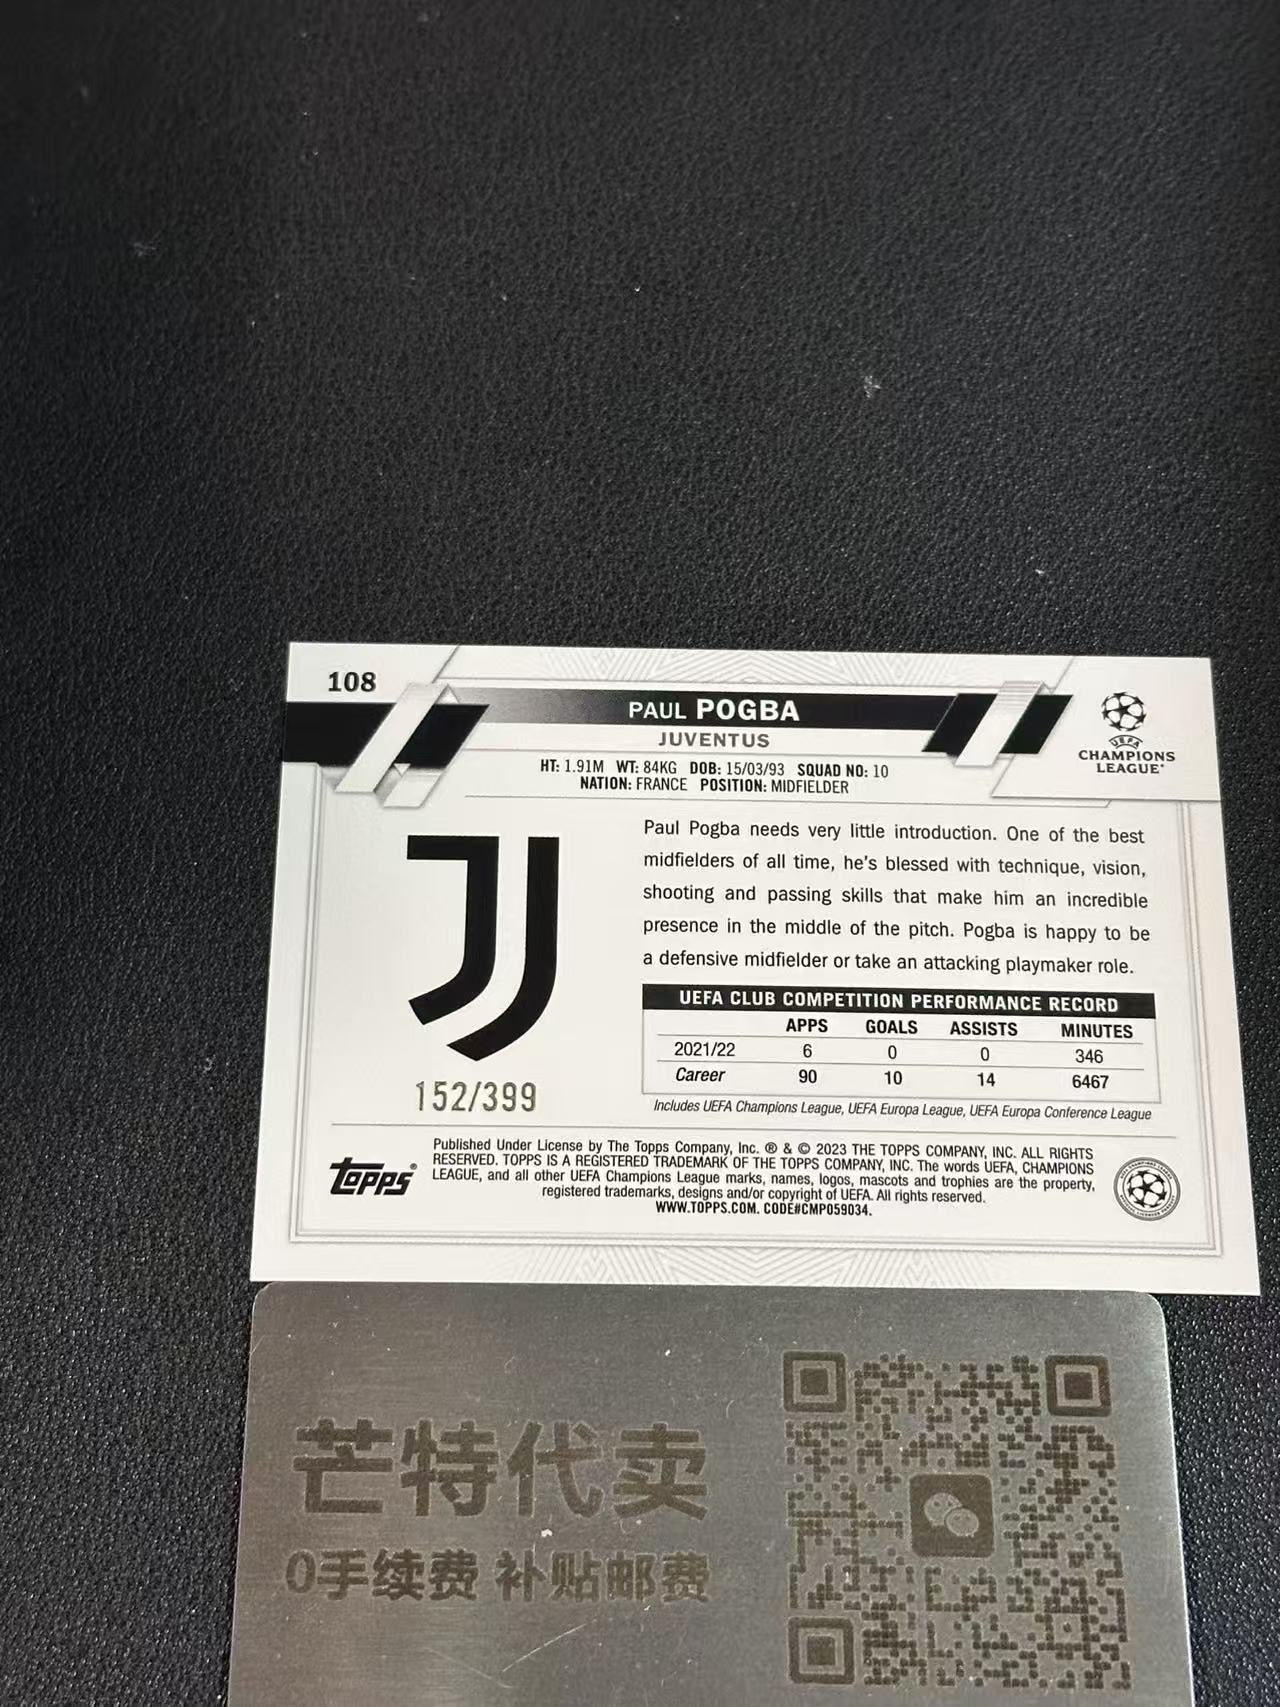 108
PAUL POGBA
JUVENTUS
HT: 1.91M WT: 84KG DOB: 15/03/93 SQUAD NO: 10
NATION: FRANCE POSITION: MIDFIELDER
UEFA
CHAMPIONS
LEAGUE®
Paul Pogba needs very little introduction. One of the best
midfielders of all time, he's blessed with technique, vision,
shooting and passing skills that make him an incredible
presence in the middle of the pitch. Pogba is happy to be
a defensive midfielder or take an attacking playmaker role.
UEFA CLUB COMPETITION PERFORMANCE RECORD
APPS GOALS ASSISTS MINUTES
2021/22 6 0 0 346
Career 90 10 14 6467
Includes UEFA Champions League, UEFA Europa League, UEFA Europa Conference League
152/399
Topps®
Published Under License by The Topps Company, Inc. ® & © 2023 THE TOPPS COMPANY, INC. ALL RIGHTS
RESERVED. TOPPS IS A REGISTERED TRADEMARK OF THE TOPPS COMPANY, INC. The words UEFA, CHAMPIONS
LEAGUE, and all other UEFA Champions League marks, names, logos, mascots and trophies are the property,
registered trademarks, designs and/or copyright of UEFA. All rights reserved.
WWW.TOPPS.COM. CODE#CMP059034.
芒特代卖
0手续费 补贴邮费